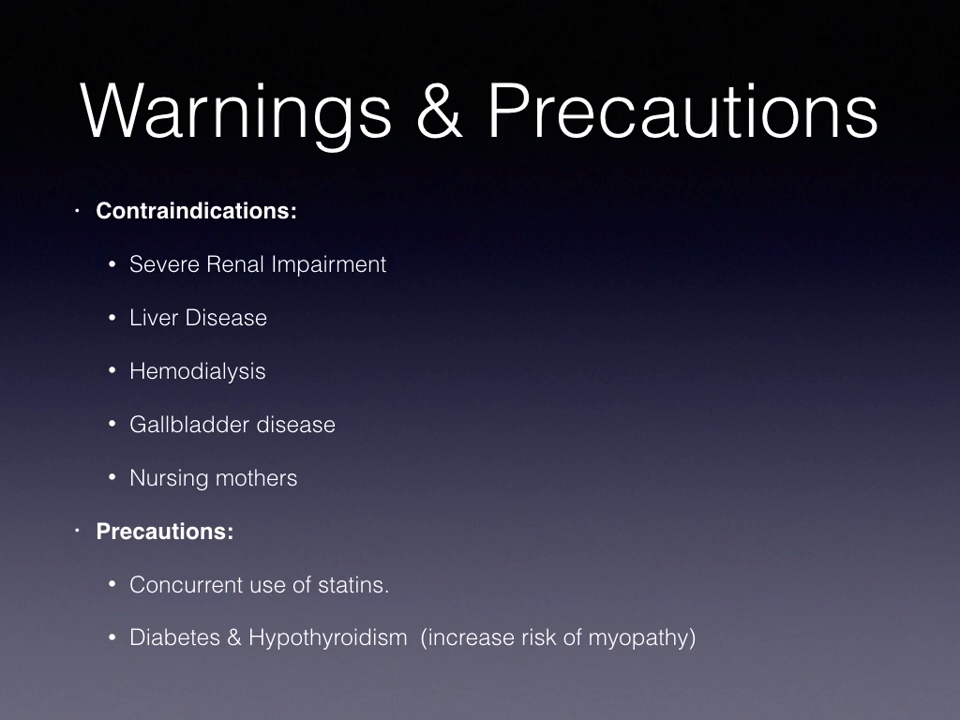 Warnings & Precautions
· Contraindications:
• Severe Renal Impairment
• Liver Disease
• Hemodialysis
• Gallbladder disease
• Nursing mothers
· Precautions:
• Concurrent use of statins.
• Diabetes & Hypothyroidism  (increase risk of myopathy)